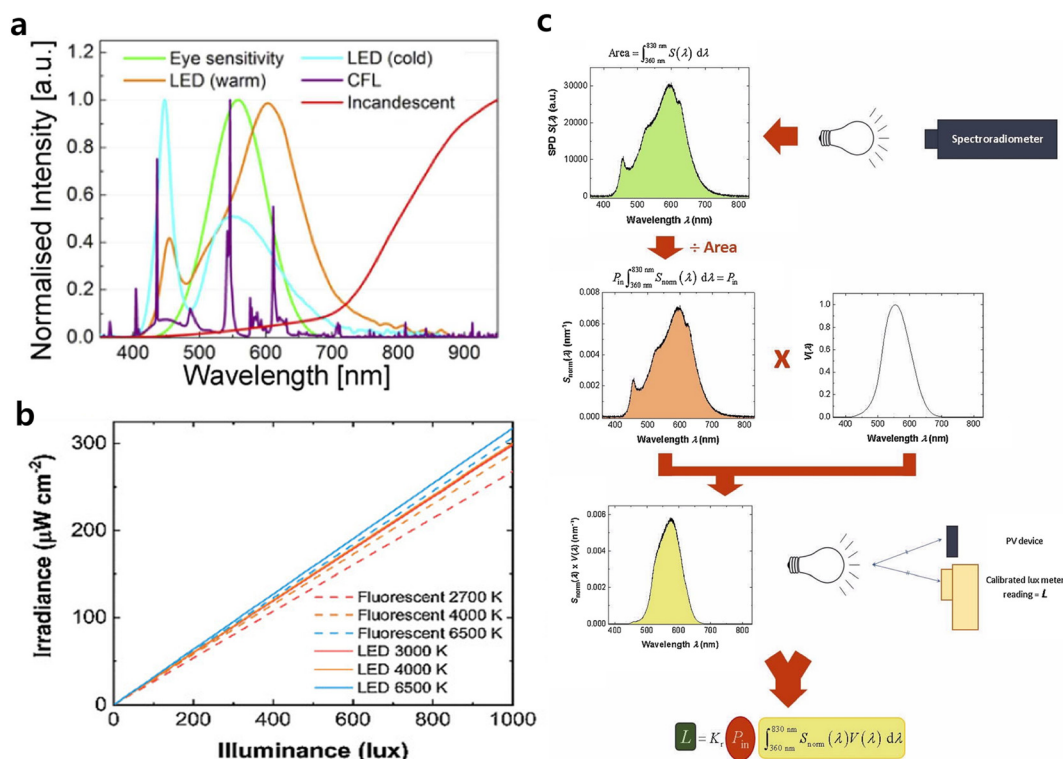 a
1.2
1.0
0.8
0.6
0.4
0.2
0.0
Normalised Intensity [a.u.]
Eye sensitivity
LED (cold)
LED (warm)
CFL
Incandescent
400 500 600 700 800 900
Wavelength [nm]
b
300
200
100
0
Irradiance (μW cm⁻²)
Fluorescent 2700 K
Fluorescent 4000 K
Fluorescent 6500 K
LED 3000 K
LED 4000 K
LED 6500 K
0 200 400 600 800 1000
Illuminance (lux)
c
Area = ∫₃₆₀ ₙₘ⁸³⁰ ⁿᵐ S(λ) dλ
30000
20000
10000
0
SPD S(λ) (a.u.)
400 500 600 700 800
Wavelength λ (nm)
Spectroradiometer
÷ Area
P_in ∫₃₆₀ ₙₘ⁸³⁰ ⁿᵐ S_norm(λ) dλ = P_in
0.008
0.006
0.004
0.002
0.000
S_norm(λ) (nm⁻¹)
400 500 600 700 800
Wavelength λ (nm)
X
1.0
0.8
0.6
0.4
0.2
0.0
V(λ)
400 500 600 700 800
Wavelength λ (nm)
0.006
0.004
0.002
0.000
S_norm(λ) x V(λ) (nm⁻¹)
400 500 600 700 800
Wavelength λ (nm)
PV device
Calibrated lux meter
reading = L
L = K_r P_in ∫₃₆₀ ₙₘ⁸³⁰ ⁿᵐ S_norm(λ)V(λ) dλ